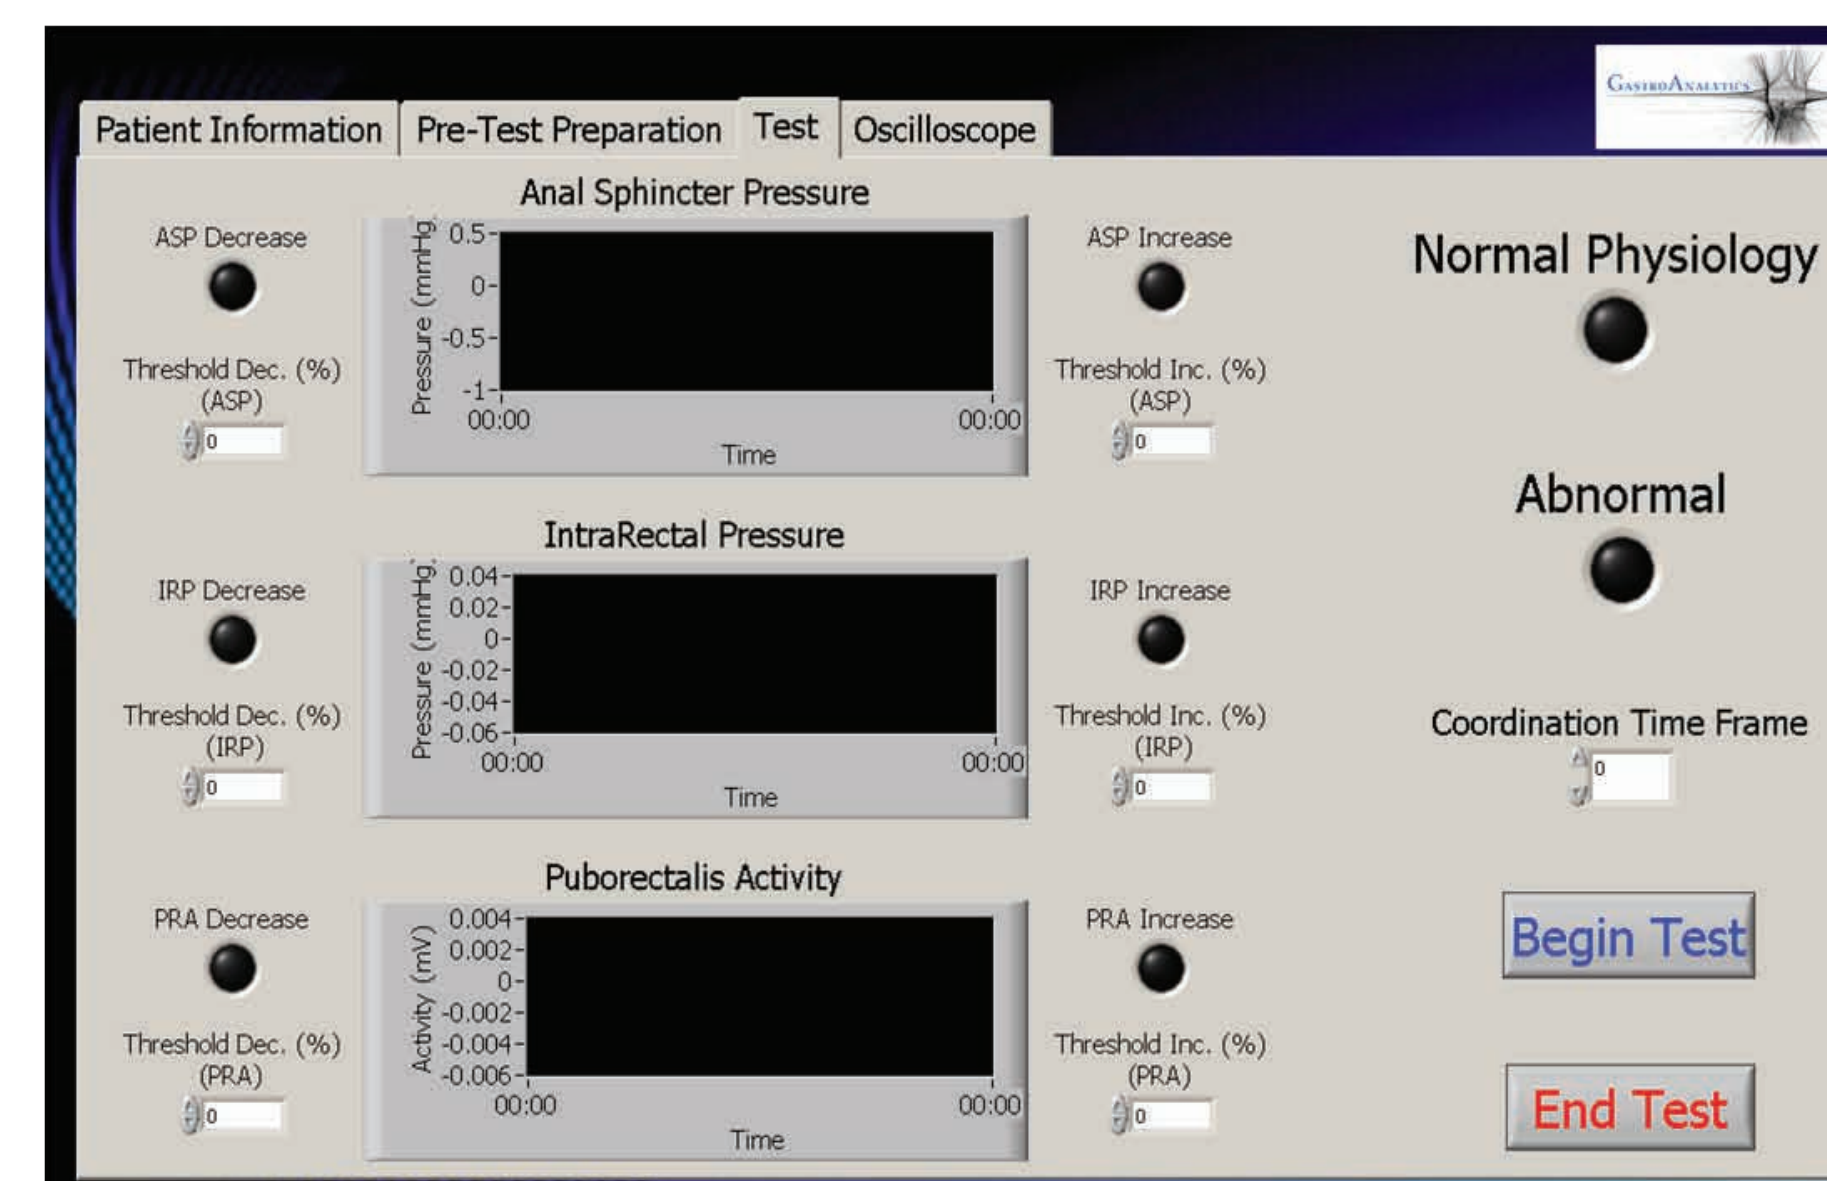 GASTROANALYTICS
Patient Information
Pre-Test Preparation
Test
Oscilloscope
Anal Sphincter Pressure
ASP Decrease
Threshold Dec. (%)
(ASP)
0
Pressure (mmHg)
0.5
0
-0.5
-1
00:00
00:00
Time
ASP Increase
Threshold Inc. (%)
(ASP)
0
Normal Physiology
Abnormal
IntraRectal Pressure
IRP Decrease
Threshold Dec. (%)
(IRP)
0
Pressure (mmHg)
0.04
0.02
0
-0.02
-0.04
-0.06
00:00
00:00
Time
IRP Increase
Threshold Inc. (%)
(IRP)
0
Coordination Time Frame
0
Puborectalis Activity
PRA Decrease
Threshold Dec. (%)
(PRA)
0
Activity (mV)
0.004
0.002
0
-0.002
-0.004
-0.006
00:00
00:00
Time
PRA Increase
Threshold Inc. (%)
(PRA)
0
Begin Test
End Test